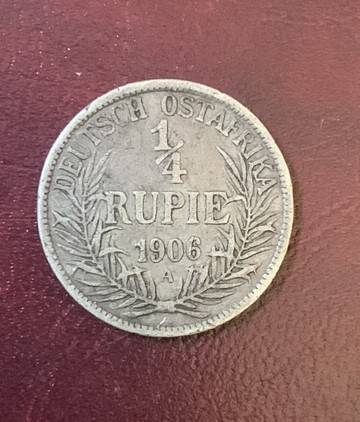 DEUTSCH OSTAFRIKA
1/4
RUPIE
1906
A